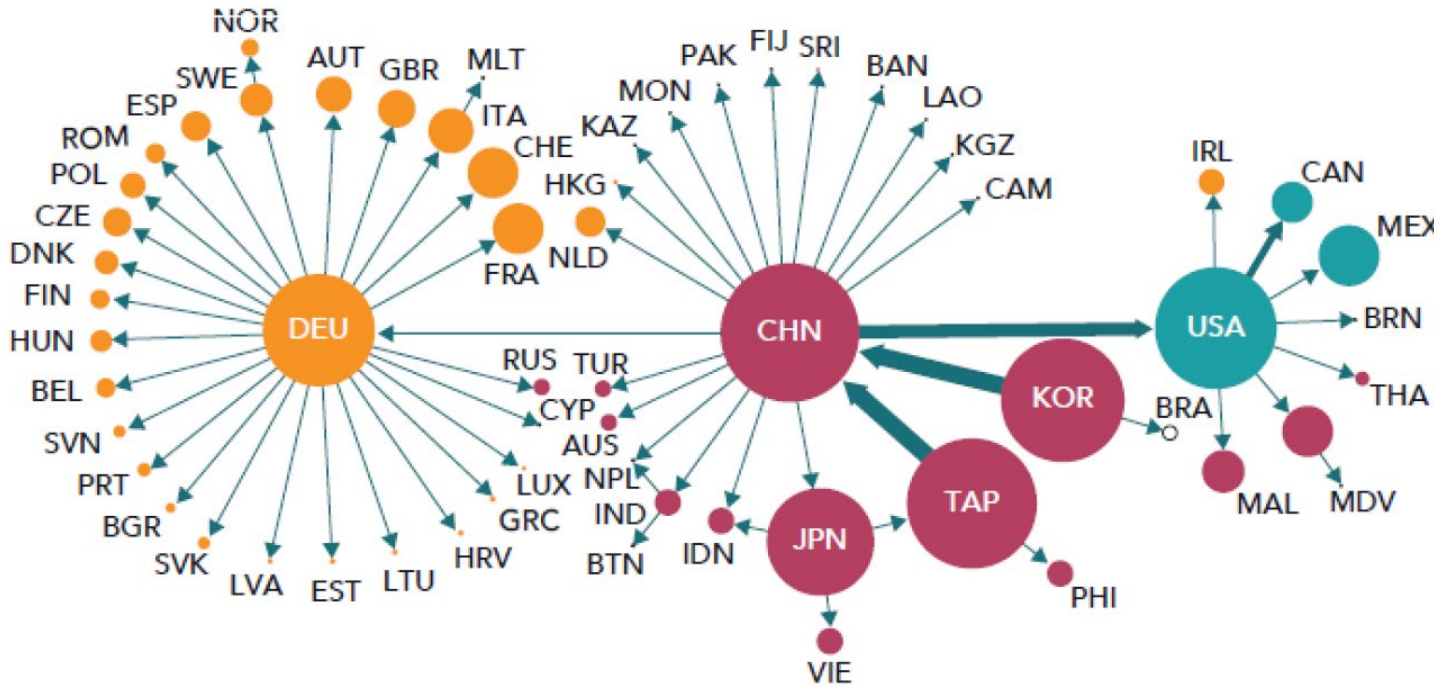 NOR
AUT
GBR
MLT
SWE
ESP
ITA
ROM
CHE
POL
CZE
DNK
FRA
FIN
DEU
HUN
BEL
SVN
PRT
BGR
SVK
LVA
EST
LTU
HRV
GRC
LUX
CYP
RUS
PAK
FIJ
SRI
BAN
MON
LAO
KAZ
KGZ
HKG
CAM
NLD
CHN
TUR
AUS
NPL
IND
BTN
IDN
JPN
VIE
TAP
PHI
KOR
BRA
IRL
CAN
MEX
USA
BRN
THA
MAL
MDV